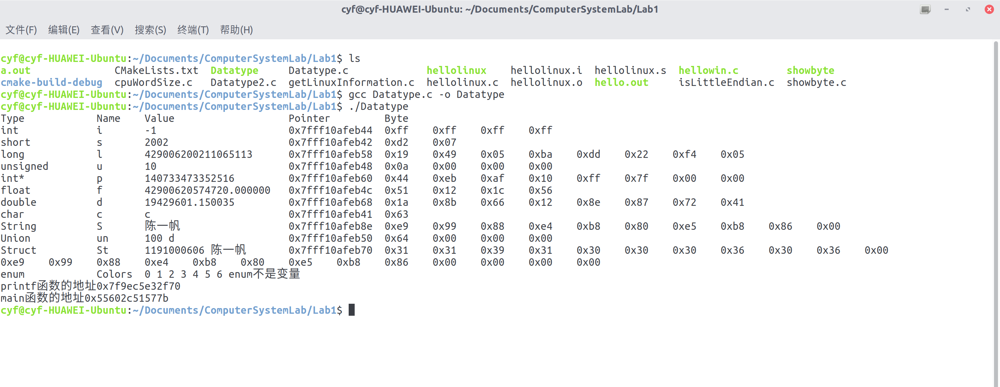 cyf@cyf-HUAWEI-Ubuntu: ~/Documents/ComputerSystemLab/Lab1
文件(F) 编辑(E) 查看(V) 搜索(S) 终端(T) 帮助(H)
cyf@cyf-HUAWEI-Ubuntu:~/Documents/ComputerSystemLab/Lab1$ ls
a.out CMakeLists.txt Datatype Datatype.c hellolinux hellolinux.i hellolinux.s hellowin.c showbyte
cmake-build-debug cpuWordSize.c Datatype2.c getLinuxInformation.c hellolinux.c hellolinux.o hello.out isLittleEndian.c showbyte.c
cyf@cyf-HUAWEI-Ubuntu:~/Documents/ComputerSystemLab/Lab1$ gcc Datatype.c -o Datatype
cyf@cyf-HUAWEI-Ubuntu:~/Documents/ComputerSystemLab/Lab1$ ./Datatype
Type Name Value Pointer Byte
int i -1 0x7fff10afeb44 0xff 0xff 0xff 0xff
short s 2002 0x7fff10afeb42 0xd2 0x07
long l 429006200211065113 0x7fff10afeb58 0x19 0x49 0x05 0xba 0xdd 0x22 0xf4 0x05
unsigned u 10 0x7fff10afeb48 0x0a 0x00 0x00 0x00
int* p 140733473352516 0x7fff10afeb60 0x44 0xeb 0xaf 0x10 0xff 0x7f 0x00 0x00
float f 42900620574720.000000 0x7fff10afeb4c 0x51 0x12 0x1c 0x56
double d 19429601.150035 0x7fff10afeb68 0x1a 0x8b 0x66 0x12 0x8e 0x87 0x72 0x41
char c c 0x7fff10afeb41 0x63
String S 陈一帆 0x7fff10afeb8e 0xe9 0x99 0x88 0xe4 0xb8 0x80 0xe5 0xb8 0x86 0x00
Union un 100 d 0x7fff10afeb50 0x64 0x00 0x00 0x00
Struct St 1191000606 陈一帆 0x7fff10afeb70 0x31 0x31 0x39 0x31 0x30 0x30 0x30 0x36 0x30 0x36 0x00
0xe9 0x99 0x88 0xe4 0xb8 0x80 0xe5 0xb8 0x86 0x00 0x00 0x00 0x00
enum Colors 0 1 2 3 4 5 6 enum不是变量
printf函数的地址0x7f9ec5e32f70
main函数的地址0x55602c51577b
cyf@cyf-HUAWEI-Ubuntu:~/Documents/ComputerSystemLab/Lab1$